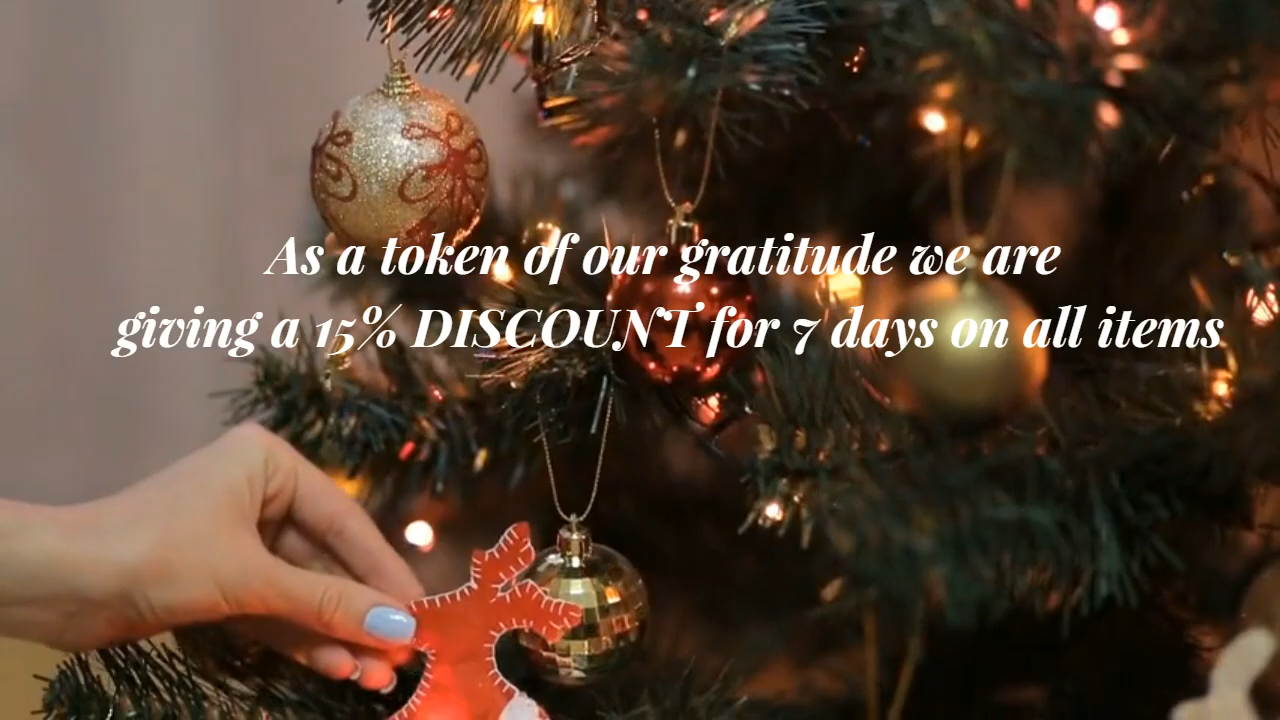 As a token of our gratitude we are
giving a 15% DISCOUNT for 7 days on all items